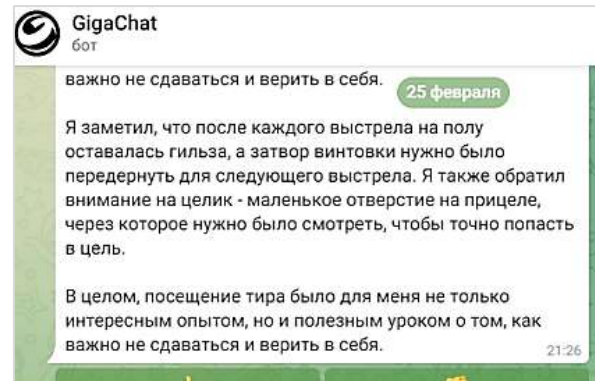 GigaChat
бот
важно не сдаваться и верить в себя.
25 февраля
Я заметил, что после каждого выстрела на полу
оставалась гильза, а затвор винтовки нужно было
передернуть для следующего выстрела. Я также обратил
внимание на целик - маленькое отверстие на прицеле,
через которое нужно было смотреть, чтобы точно попасть
в цель.
В целом, посещение тира было для меня не только
интересным опытом, но и полезным уроком о том, как
важно не сдаваться и верить в себя.
21:26